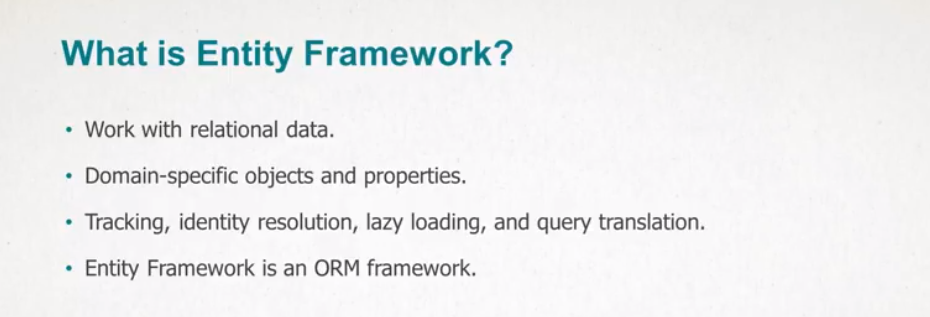 What is Entity Framework?
• Work with relational data.
• Domain-specific objects and properties.
• Tracking, identity resolution, lazy loading, and query translation.
• Entity Framework is an ORM framework.